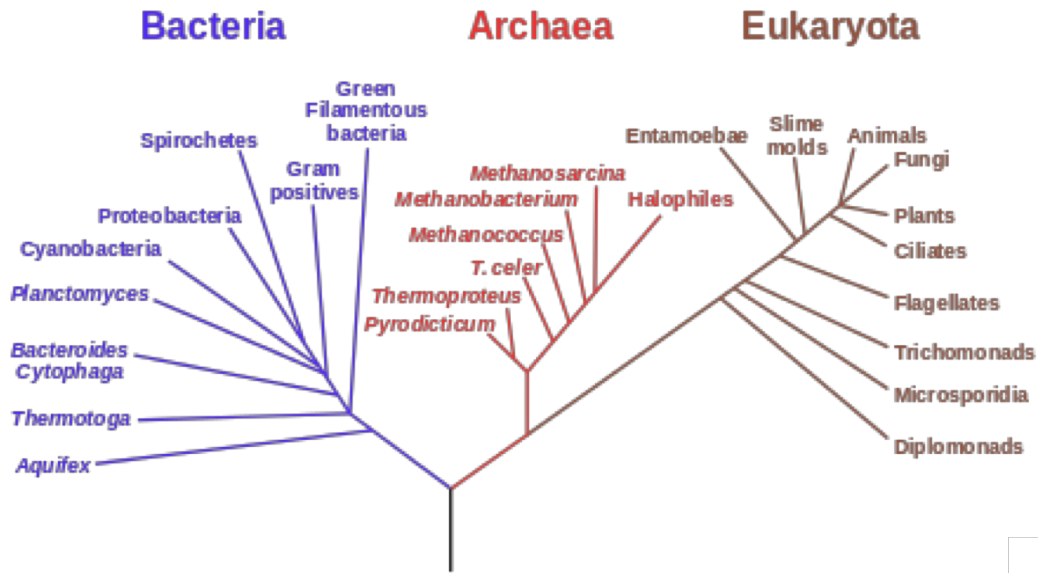 Bacteria
Archaea
Eukaryota
Green
Filamentous
bacteria
Spirochetes
Gram
positives
Proteobacteria
Cyanobacteria
Planctomyces
Bacteroides
Cytophaga
Thermotoga
Aquifex
Methanosarcina
Methanobacterium
Halophiles
Methanococcus
T. celer
Thermoproteus
Pyrodicticum
Entamoebae
Slime
molds
Animals
Fungi
Plants
Ciliates
Flagellates
Trichomonads
Microsporidia
Diplomonads